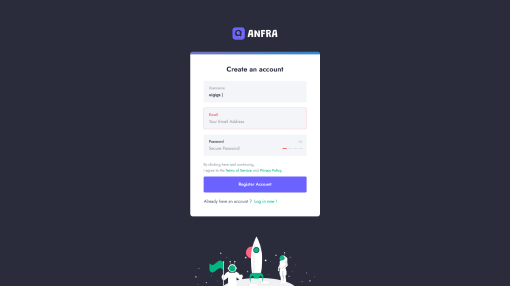 ANFRA
Create an account
Username
eigiga |
Email
Your Email Address
Password
Secure Password
By clicking here and continuing,
I agree to the Terms of Service and Privacy Policy.
Register Account
Already have an account ? Log in now !